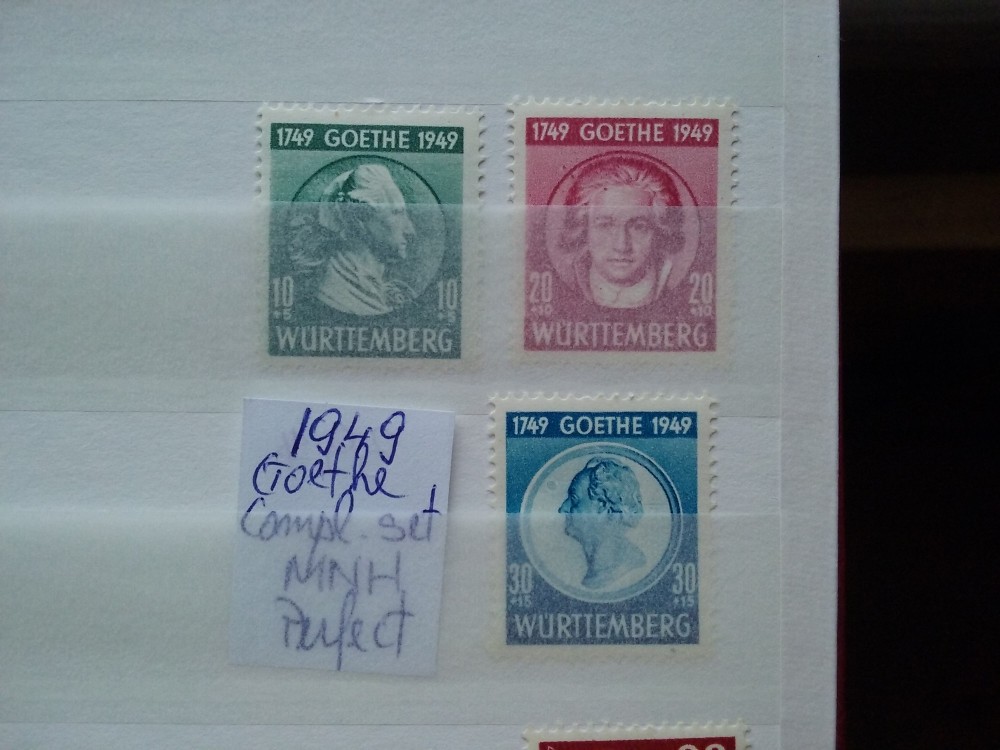 1749 GOETHE 1949
10 10
+5 +5
WÜRTTEMBERG
1749 GOETHE 1949
20 20
+10 +10
WÜRTTEMBERG
1949
Goethe
Compl. set
MNH
Perfect
1749 GOETHE 1949
30 30
+15 +15
WÜRTTEMBERG